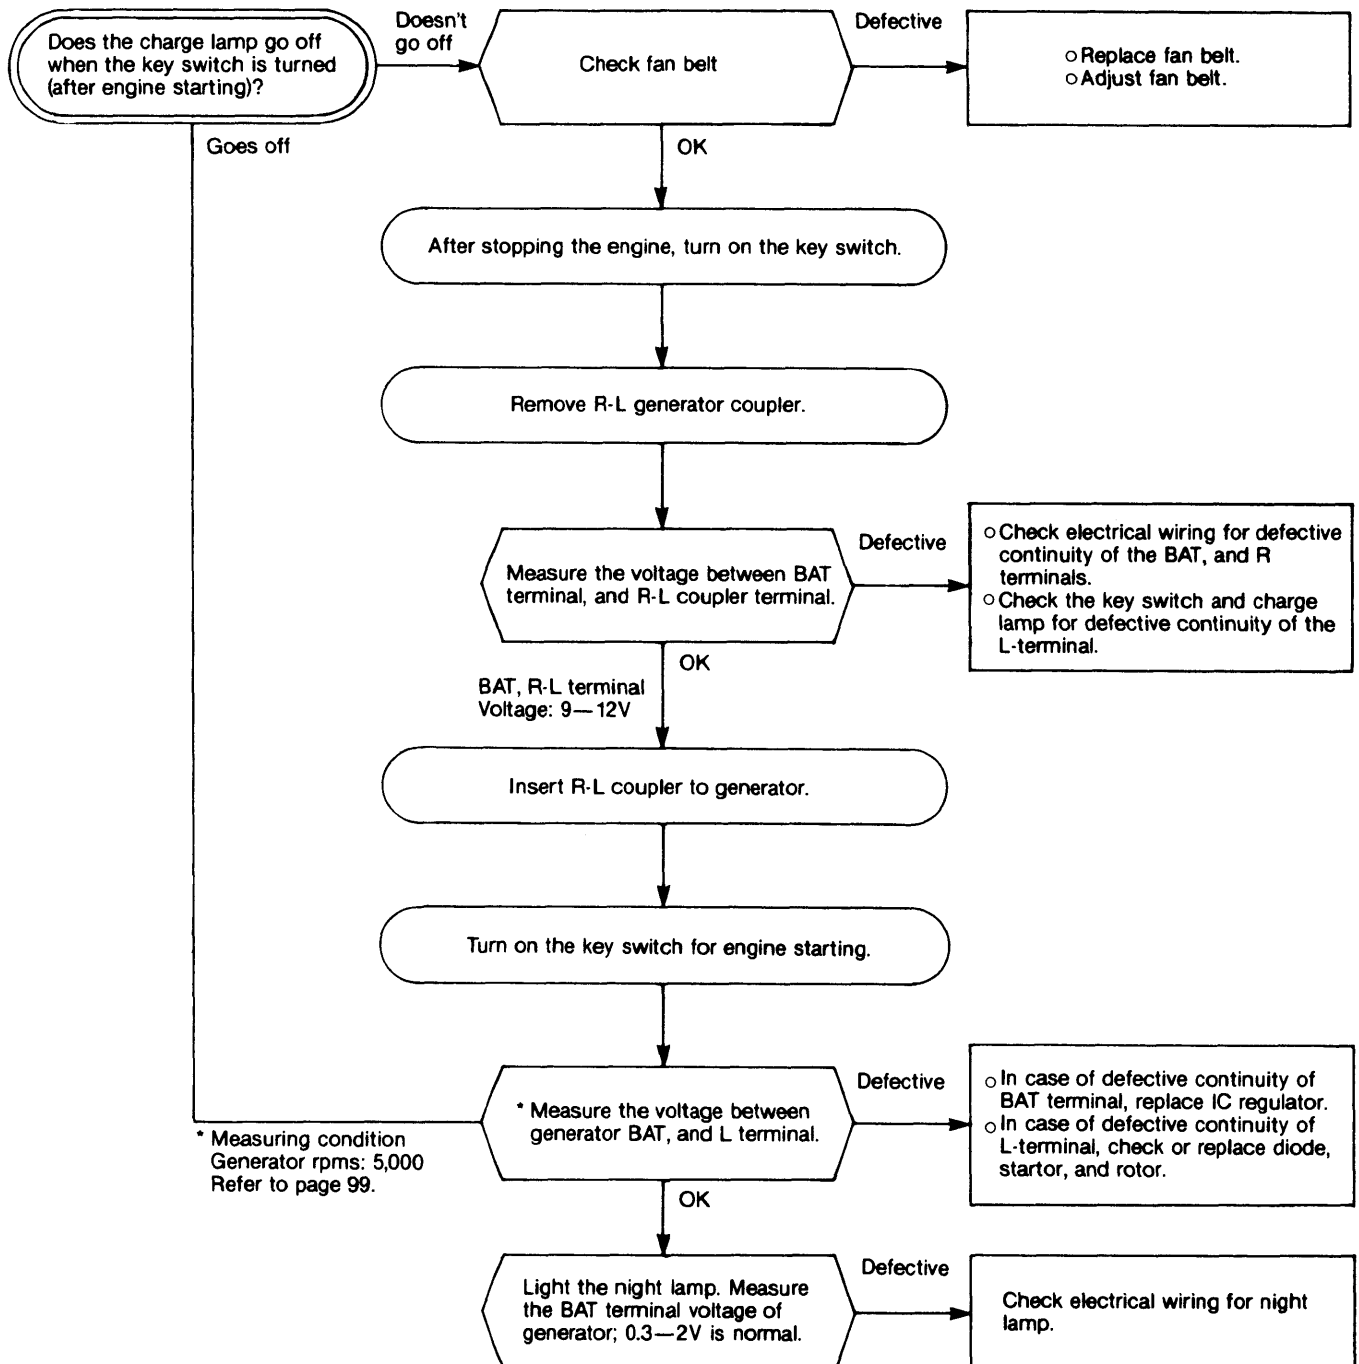 Does the charge lamp go off
when the key switch is turned
(after engine starting)?
Doesn't
go off
Check fan belt
Defective
○ Replace fan belt.
○ Adjust fan belt.
Goes off
OK
After stopping the engine, turn on the key switch.
Remove R-L generator coupler.
Measure the voltage between BAT
terminal, and R-L coupler terminal.
Defective
○ Check electrical wiring for defective
continuity of the BAT, and R
terminals.
○ Check the key switch and charge
lamp for defective continuity of the
L-terminal.
OK
BAT, R-L terminal
Voltage: 9—12V
Insert R-L coupler to generator.
Turn on the key switch for engine starting.
* Measure the voltage between
generator BAT, and L terminal.
Defective
○ In case of defective continuity of
BAT terminal, replace IC regulator.
○ In case of defective continuity of
L-terminal, check or replace diode,
startor, and rotor.
* Measuring condition
Generator rpms: 5,000
Refer to page 99.
OK
Light the night lamp. Measure
the BAT terminal voltage of
generator; 0.3—2V is normal.
Defective
Check electrical wiring for night
lamp.